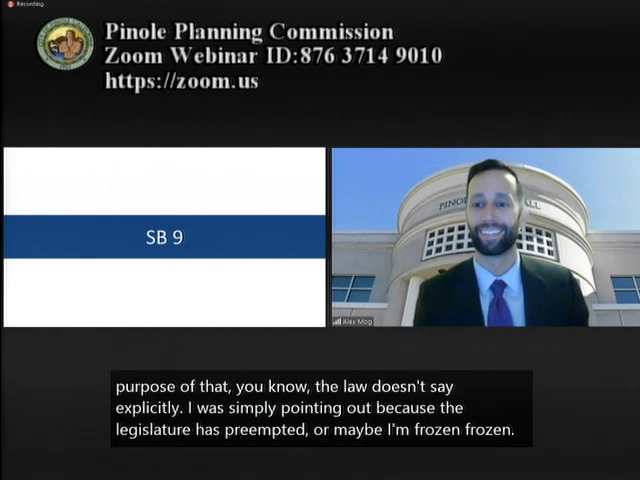 Recording
Pinole Planning Commission
Zoom Webinar ID:876 3714 9010
https://zoom.us
SB 9
Alex Mog
purpose of that, you know, the law doesn't say
explicitly. I was simply pointing out because the
legislature has preempted, or maybe I'm frozen frozen.